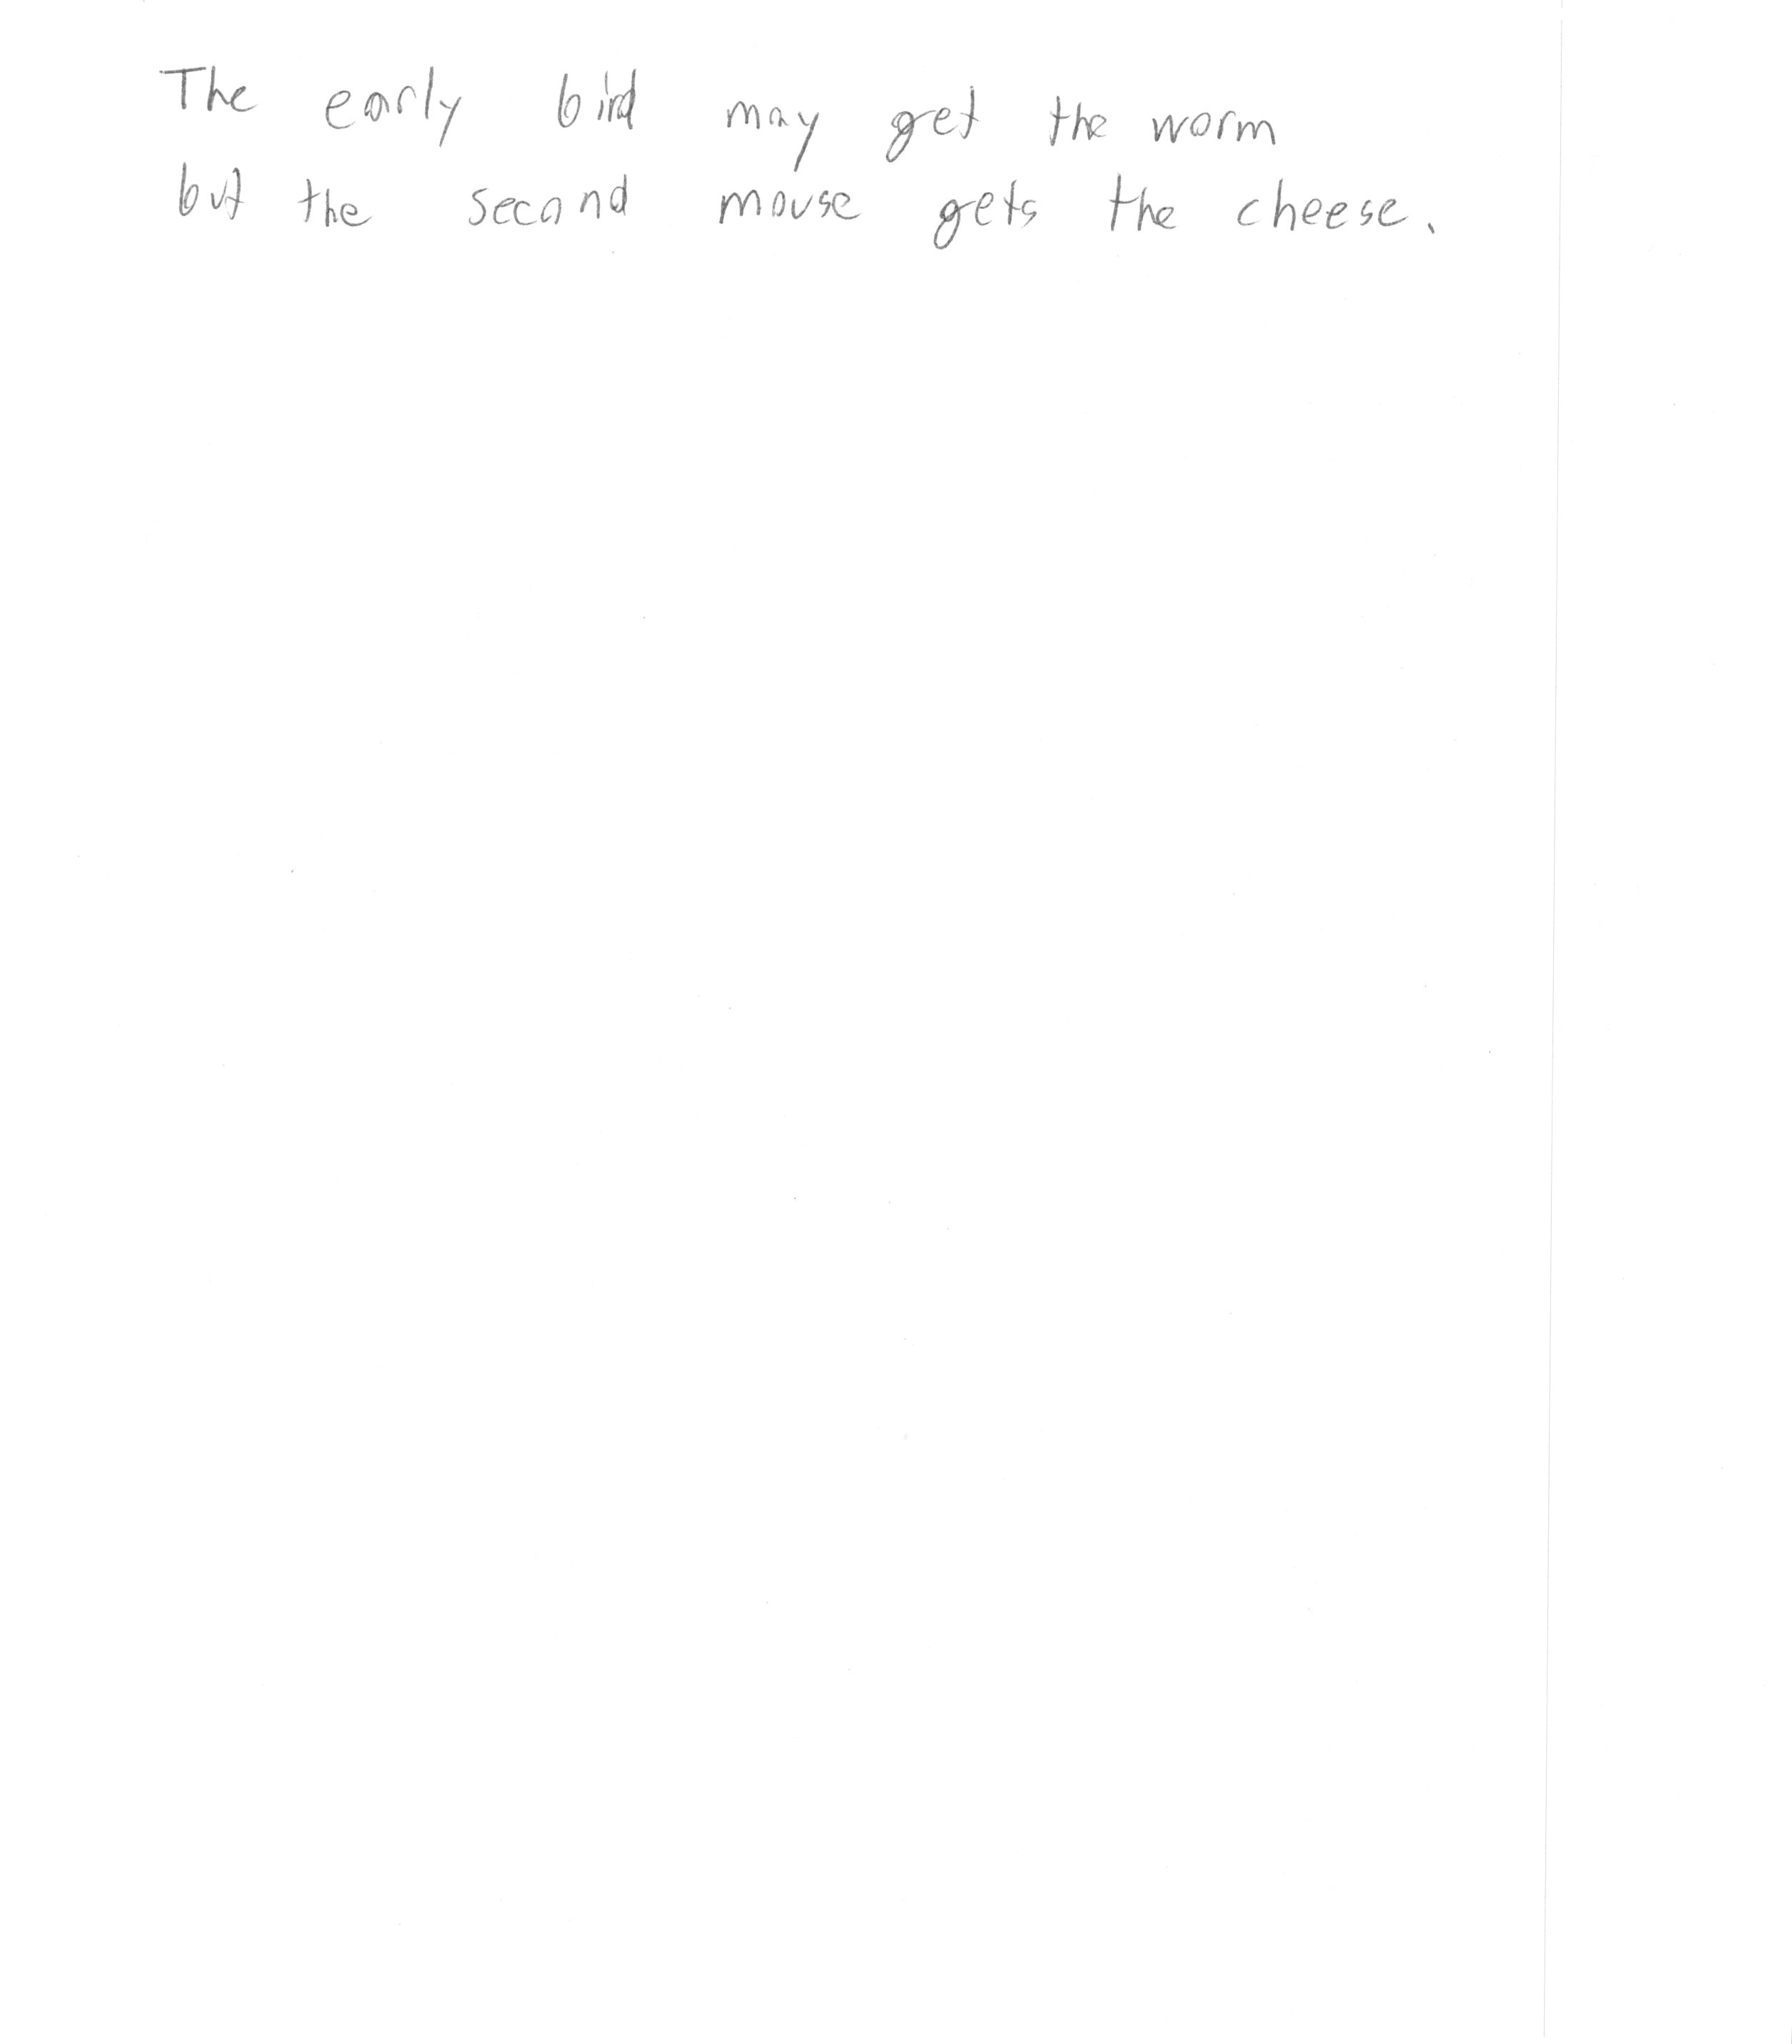 The early bird may get the worm
but the second mouse gets the cheese.